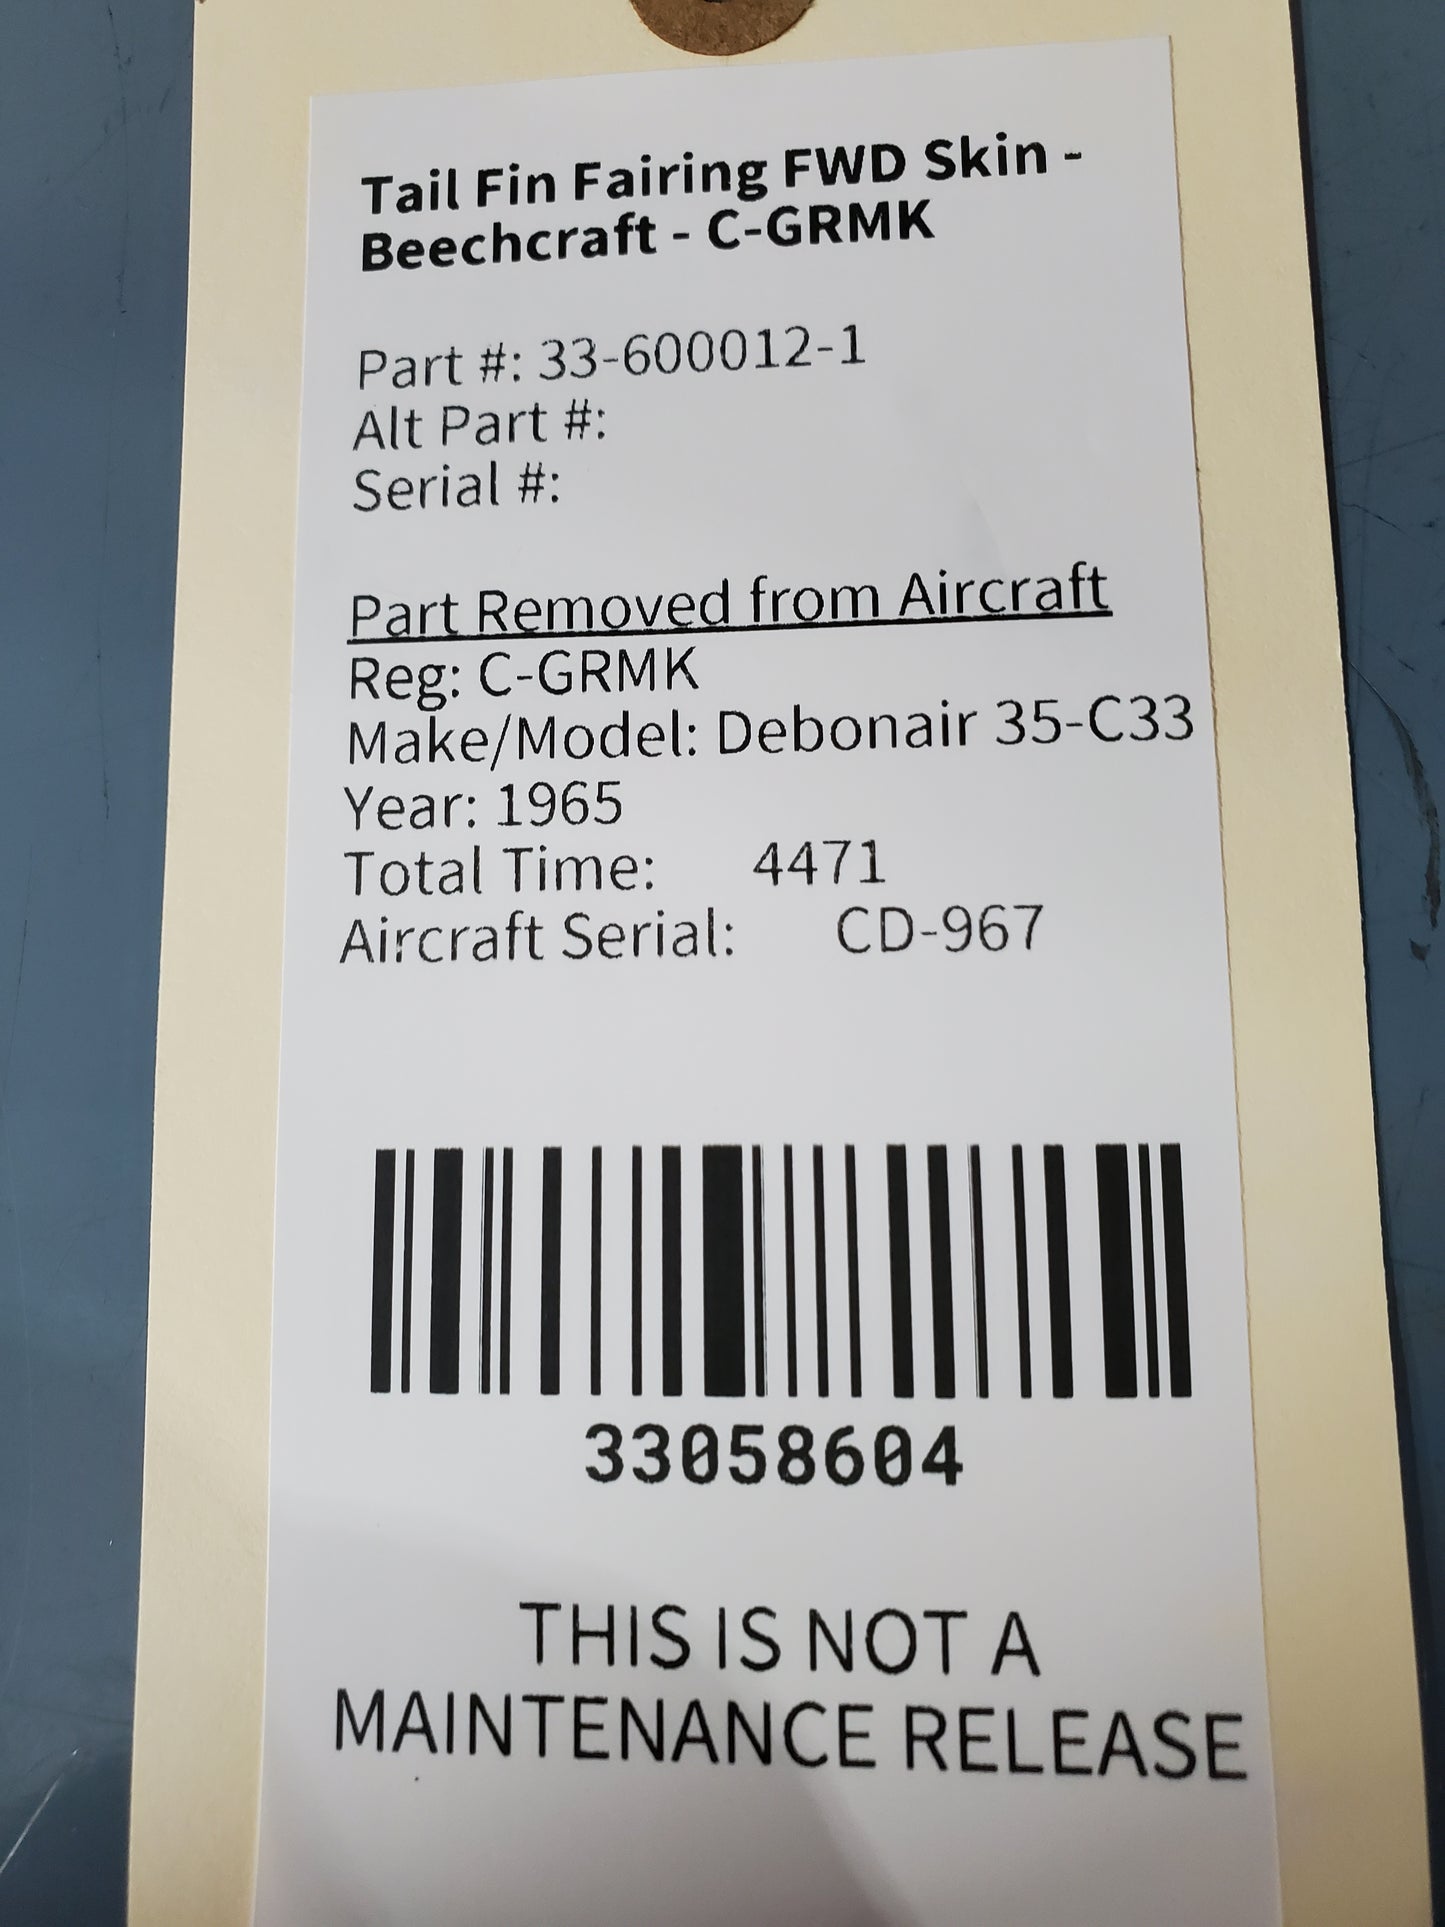 Tail Fin Fairing FWD Skin -
Beechcraft - C-GRMK
Part #: 33-600012-1
Alt Part #:
Serial #:
Part Removed from Aircraft
Reg: C-GRMK
Make/Model: Debonair 35-C33
Year: 1965
Total Time: 4471
Aircraft Serial: CD-967
33058604
THIS IS NOT A
MAINTENANCE RELEASE